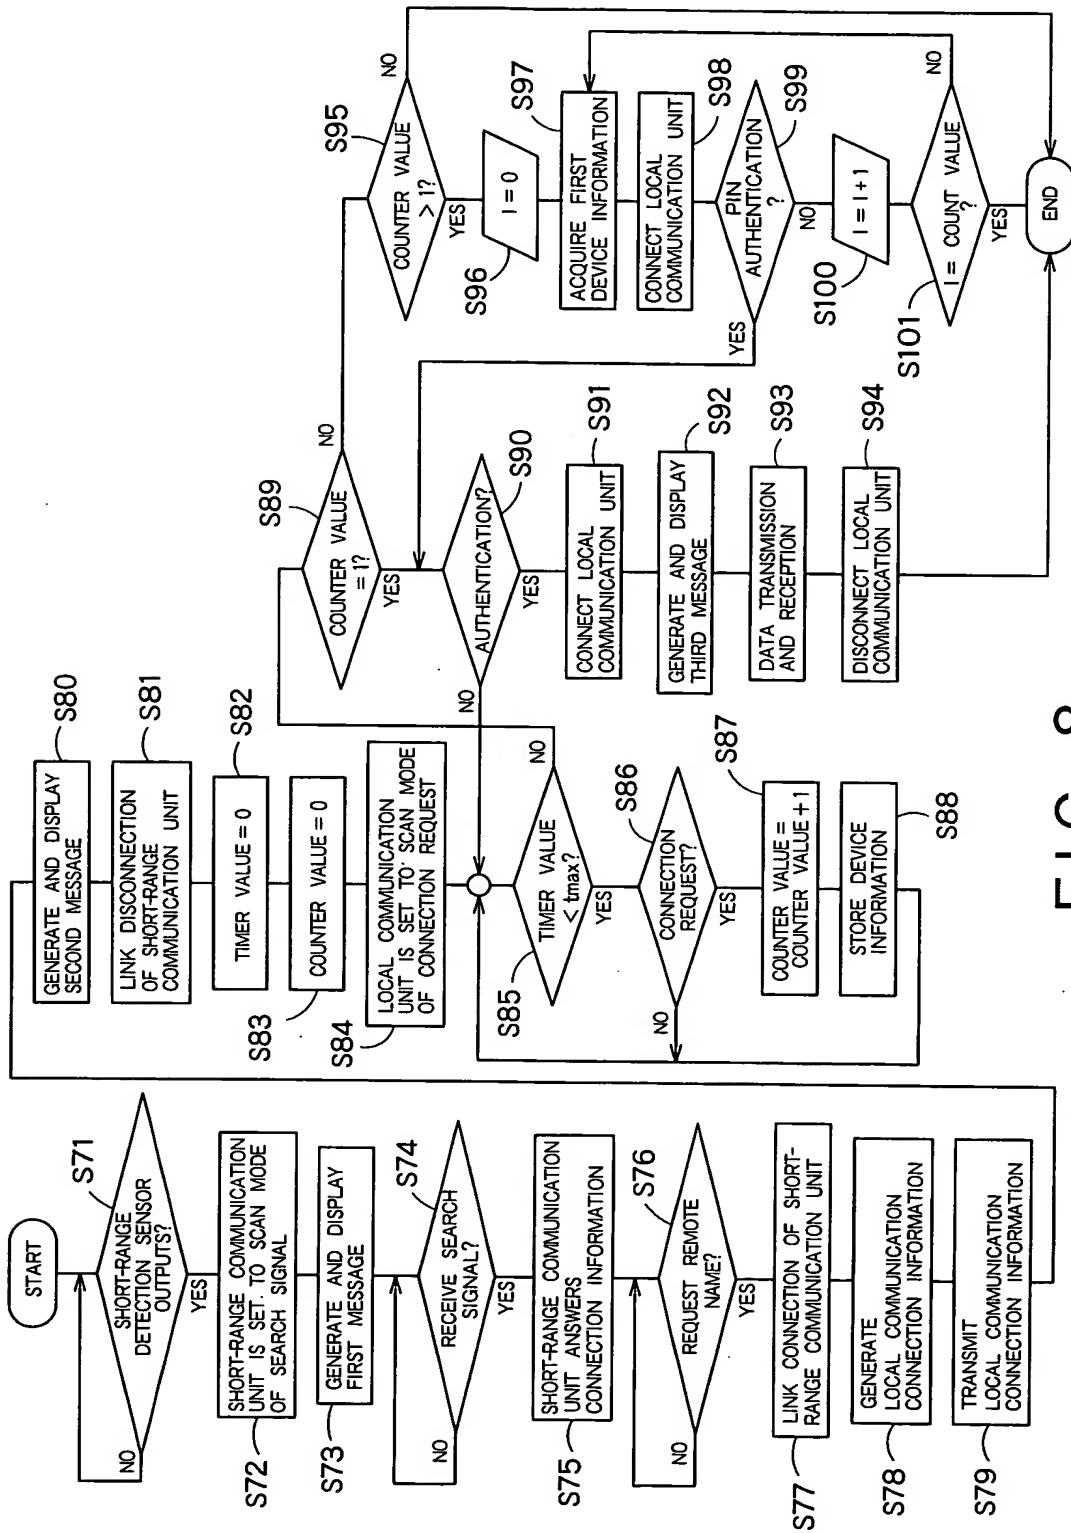 START
SHORT-RANGE
DETECTION SENSOR
OUTPUTS?
S71
NO
YES
SHORT-RANGE COMMUNICATION
UNIT IS SET. TO SCAN MODE
OF SEARCH SIGNAL
S72
GENERATE AND DISPLAY
FIRST MESSAGE
S73
RECEIVE SEARCH
SIGNAL?
S74
NO
YES
SHORT-RANGE COMMUNICATION
UNIT ANSWERS
CONNECTION INFORMATION
S75
REQUEST REMOTE
NAME?
S76
NO
YES
LINK CONNECTION OF SHORT-
RANGE COMMUNICATION UNIT
S77
GENERATE
LOCAL COMMUNICATION
CONNECTION INFORMATION
S78
TRANSMIT
LOCAL COMMUNICATION
CONNECTION INFORMATION
S79
GENERATE AND DISPLAY
SECOND MESSAGE
S80
LINK DISCONNECTION
OF SHORT-RANGE
COMMUNICATION UNIT
S81
TIMER VALUE = 0
S82
COUNTER VALUE = 0
S83
LOCAL COMMUNICATION
UNIT IS SET TO SCAN MODE
OF CONNECTION REQUEST
S84
TIMER VALUE
< tmax?
S85
NO
YES
CONNECTION
REQUEST?
S86
NO
YES
COUNTER VALUE =
COUNTER VALUE + 1
S87
STORE DEVICE
INFORMATION
S88
COUNTER VALUE
= 1?
S89
NO
YES
AUTHENTICATION?
S90
NO
YES
CONNECT LOCAL
COMMUNICATION UNIT
S91
GENERATE AND DISPLAY
THIRD MESSAGE
S92
DATA TRANSMISSION
AND RECEPTION
S93
DISCONNECT LOCAL
COMMUNICATION UNIT
S94
COUNTER VALUE
> 1?
S95
NO
YES
I = 0
S96
ACQUIRE FIRST
DEVICE INFORMATION
S97
CONNECT LOCAL
COMMUNICATION UNIT
S98
PIN
AUTHENTICATION
?
S99
YES
NO
I = I + 1
S100
I = COUNT VALUE
?
S101
NO
YES
END
FIG. 8